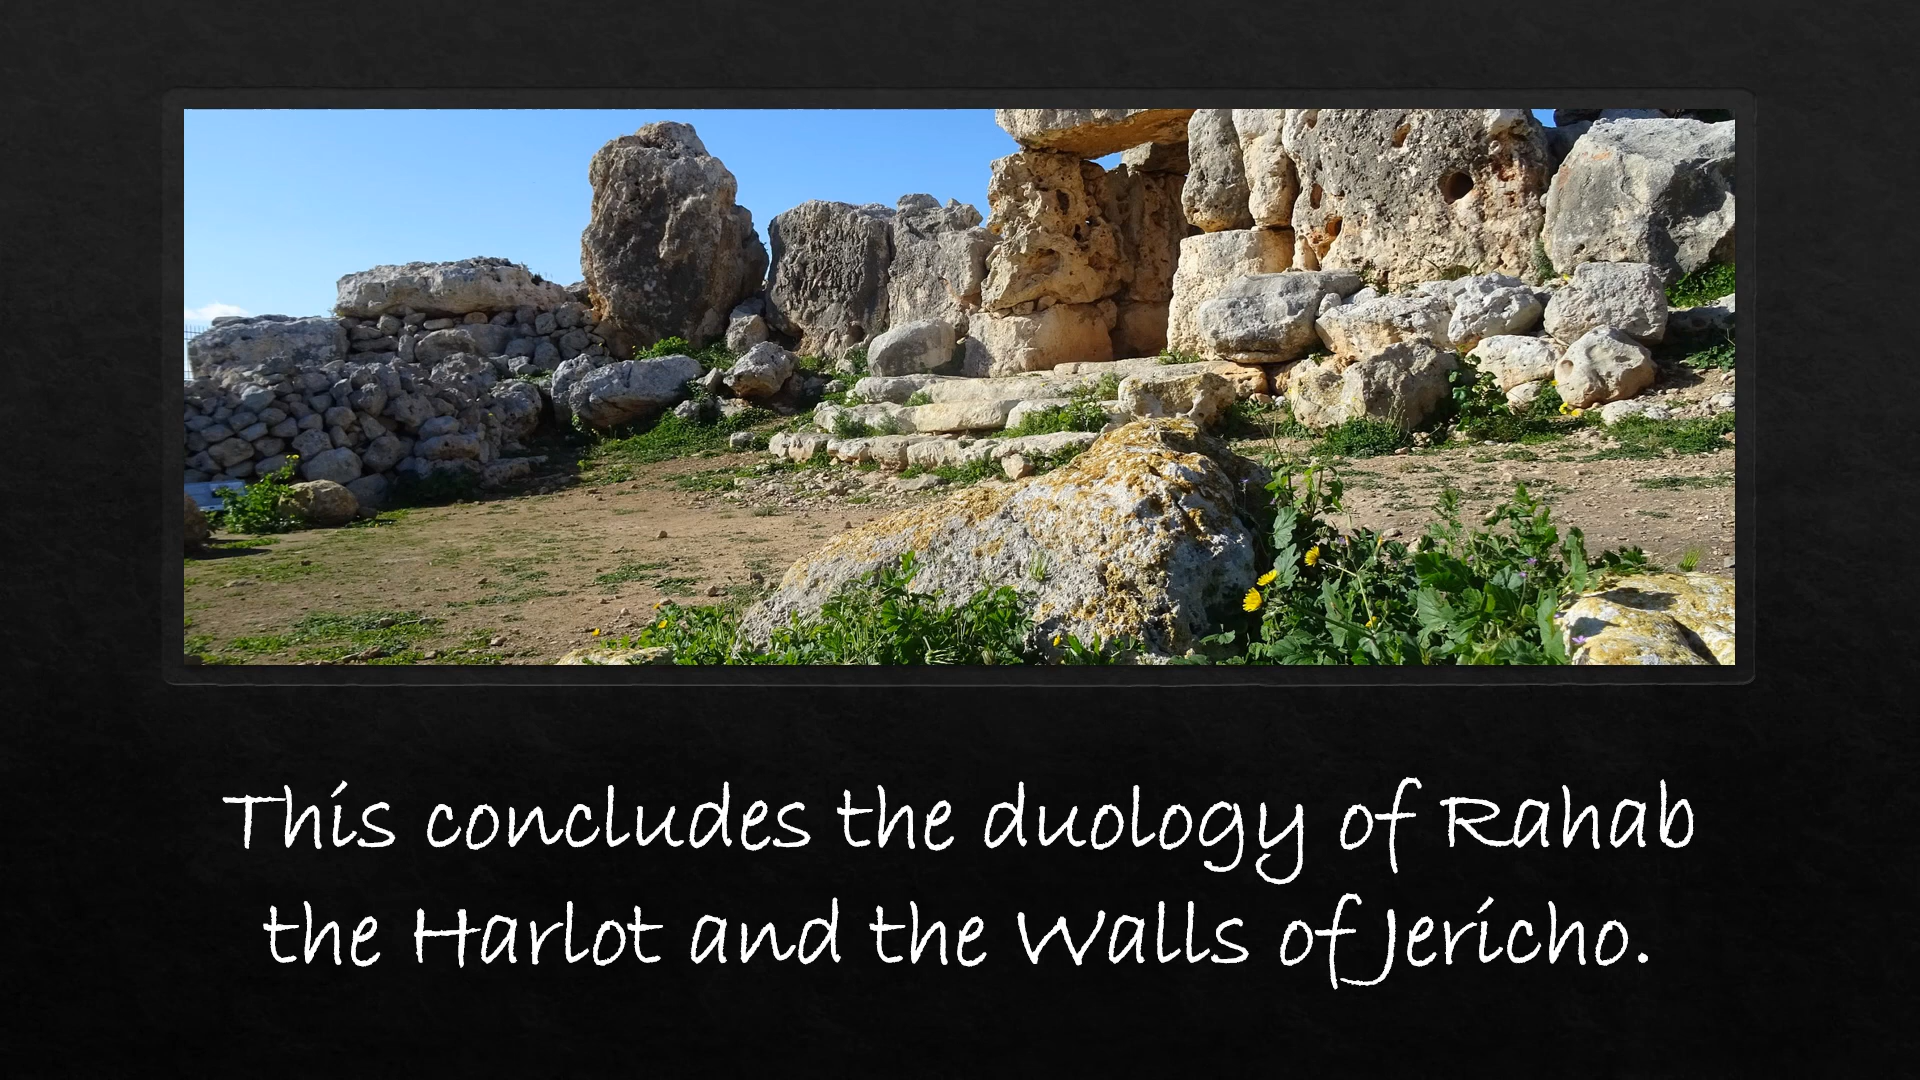 This concludes the duology of Rahab
the Harlot and the Walls of Jericho.